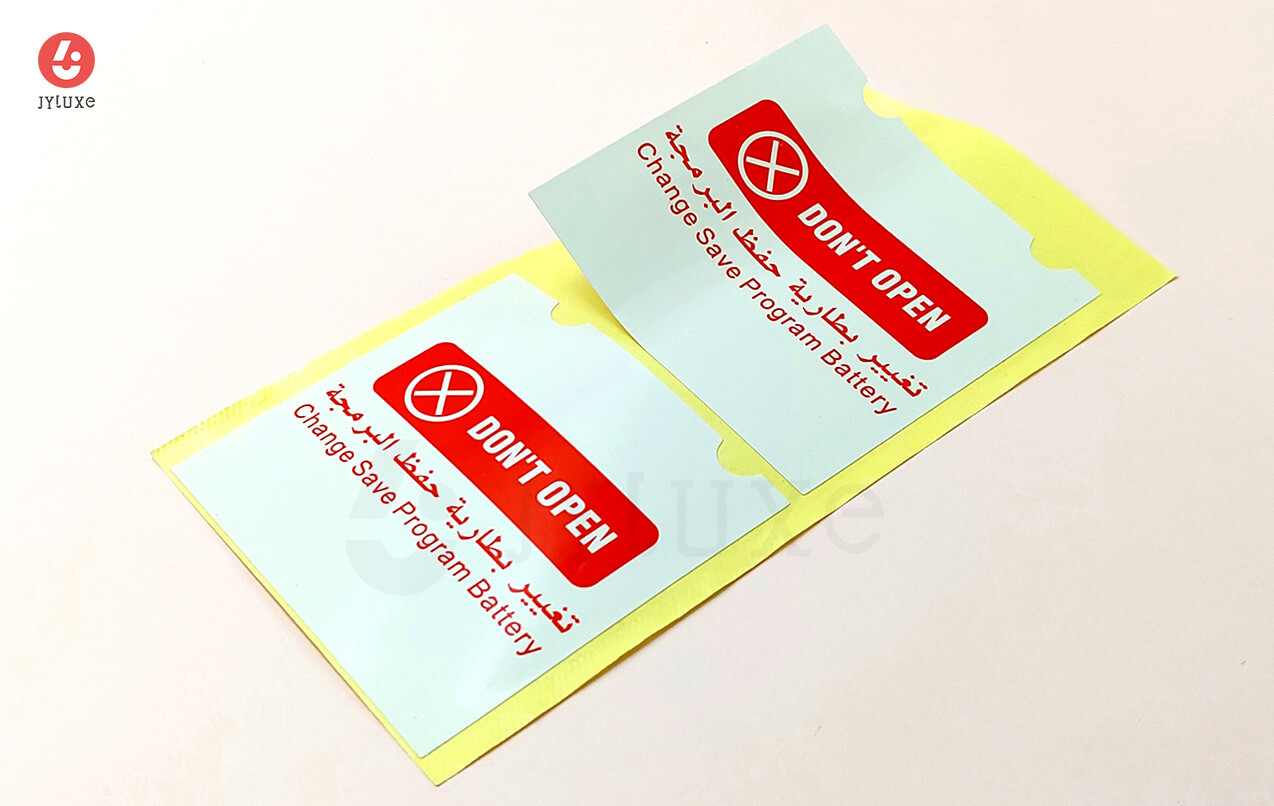 JYLUXE
DON'T OPEN
تغيير بطارية حفظ البرمجة
Change Save Program Battery
DON'T OPEN
تغيير بطارية حفظ البرمجة
Change Save Program Battery
jyluxe